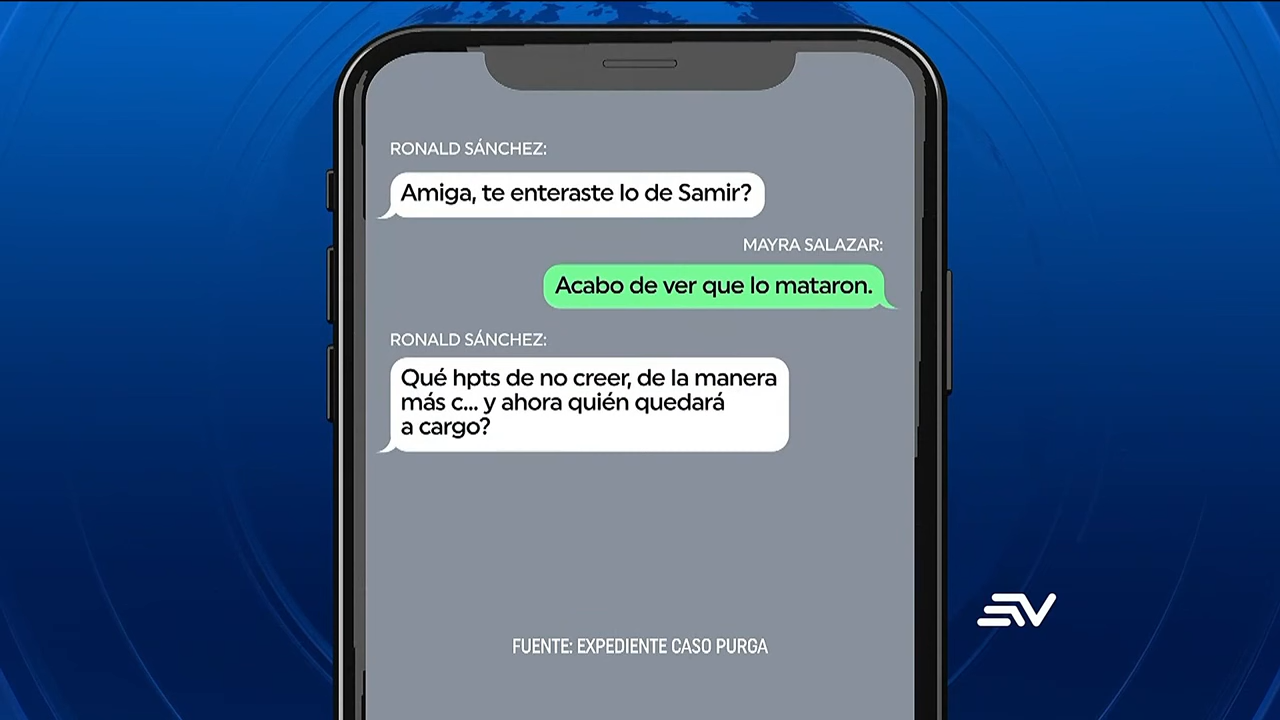 RONALD SÁNCHEZ:
Amiga, te enteraste lo de Samir?
MAYRA SALAZAR:
Acabo de ver que lo mataron.
RONALD SÁNCHEZ:
Qué hpts de no creer, de la manera
más c... y ahora quién quedará
a cargo?
EV
FUENTE: EXPEDIENTE CASO PURGA